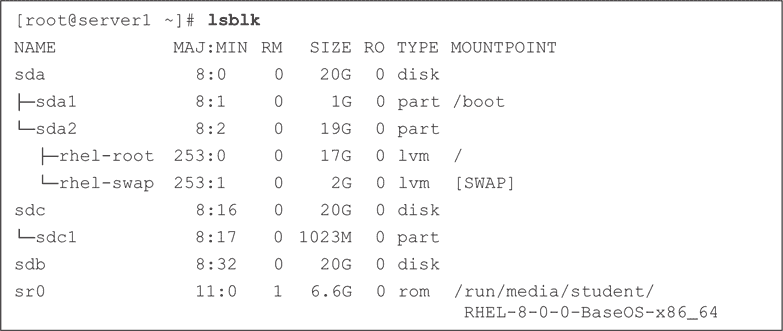 [root@server1 ~]# lsblk
NAME            MAJ:MIN RM  SIZE RO TYPE MOUNTPOINT
sda               8:0    0   20G  0 disk
├─sda1            8:1    0    1G  0 part /boot
└─sda2            8:2    0   19G  0 part
  ├─rhel-root   253:0    0   17G  0 lvm  /
  └─rhel-swap   253:1    0    2G  0 lvm  [SWAP]
sdc               8:16   0   20G  0 disk
└─sdc1            8:17   0 1023M  0 part
sdb               8:32   0   20G  0 disk
sr0              11:0    1  6.6G  0 rom  /run/media/student/
RHEL-8-0-0-BaseOS-x86_64